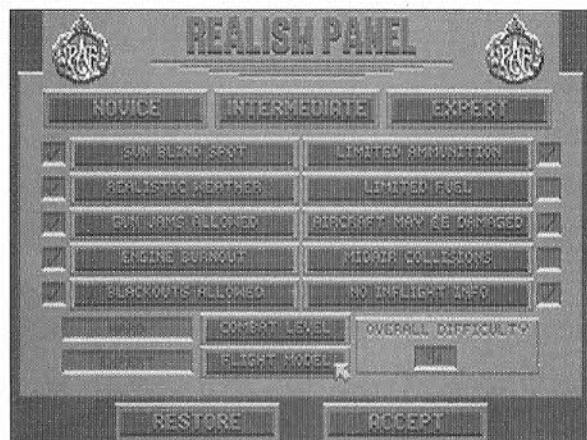 REALISM PANEL
NOVICE INTERMEDIATE EXPERT
SUN BLIND SPOT LIMITED AMMUNITION
REALISTIC WEATHER LIMITED FUEL
GUN JAMS ALLOWED AIRCRAFT MAY BE DAMAGED
ENGINE BURNOUT MIDAIR COLLISIONS
BLACKOUTS ALLOWED NO INFLIGHT INFO
COMBAT LEVEL OVERALL DIFFICULTY
FLIGHT MODEL
RESTORE ACCEPT